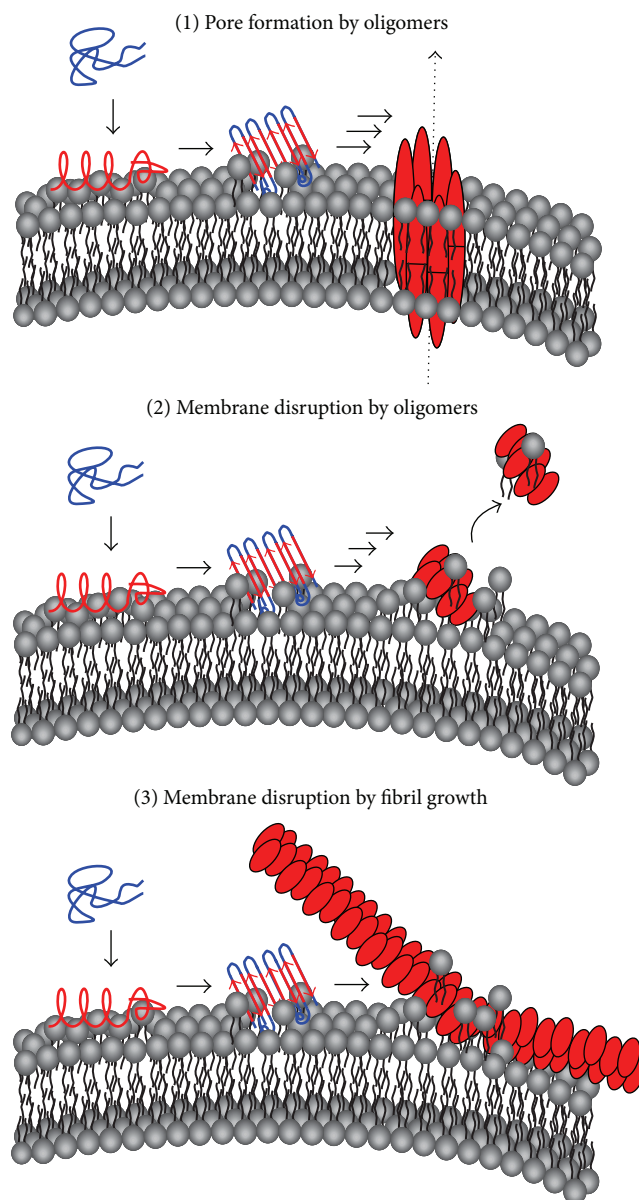 (1) Pore formation by oligomers
(2) Membrane disruption by oligomers
(3) Membrane disruption by fibril growth